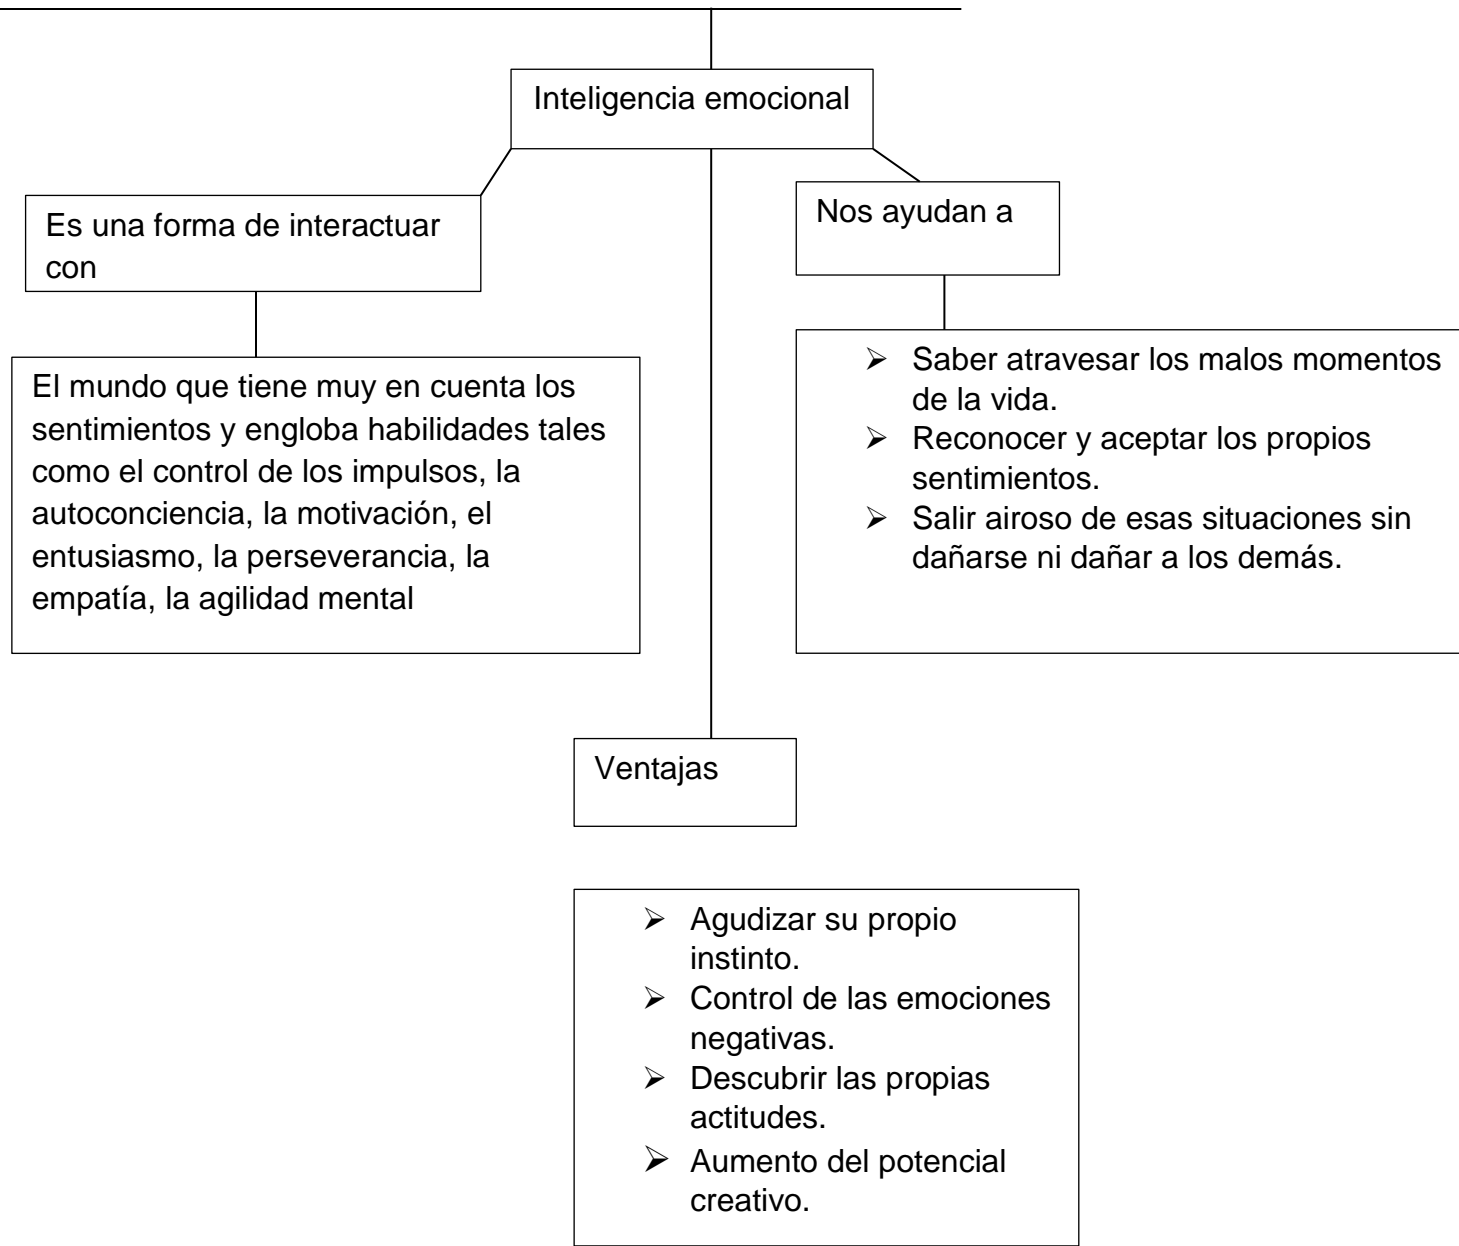 Inteligencia emocional
Es una forma de interactuar
con
Nos ayudan a
El mundo que tiene muy en cuenta los
sentimientos y engloba habilidades tales
como el control de los impulsos, la
autoconciencia, la motivación, el
entusiasmo, la perseverancia, la
empatía, la agilidad mental
➢ Saber atravesar los malos momentos
de la vida.
➢ Reconocer y aceptar los propios
sentimientos.
➢ Salir airoso de esas situaciones sin
dañarse ni dañar a los demás.
Ventajas
➢ Agudizar su propio
instinto.
➢ Control de las emociones
negativas.
➢ Descubrir las propias
actitudes.
➢ Aumento del potencial
creativo.